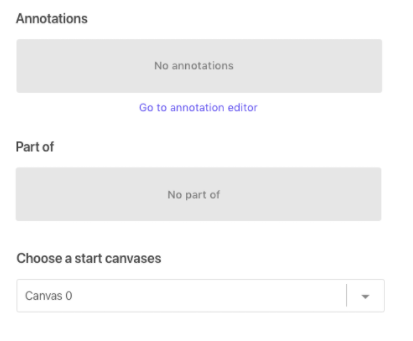 Annotations
No annotations
Go to annotation editor
Part of
No part of
Choose a start canvases
Canvas 0